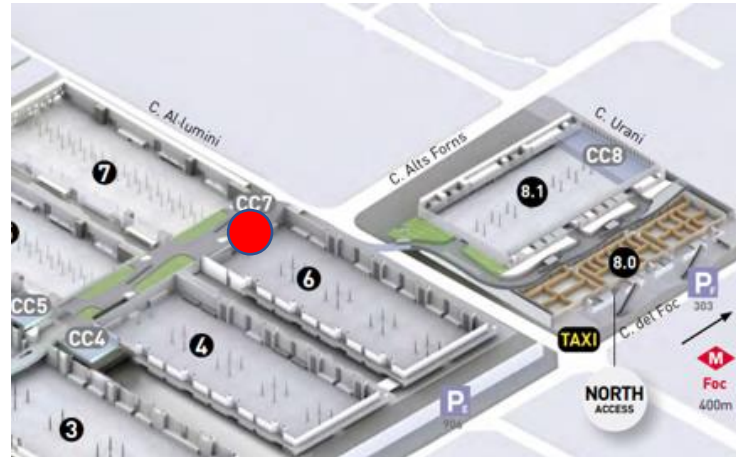 C. Al·lumini
C. Urani
C. Alts Forns
CC8
7
8.1
CC7
8.0
6
P
303
CC5
C. del Foc
CC4
4
TAXI
M
Foc
NORTH
ACCESS
400m
P
3